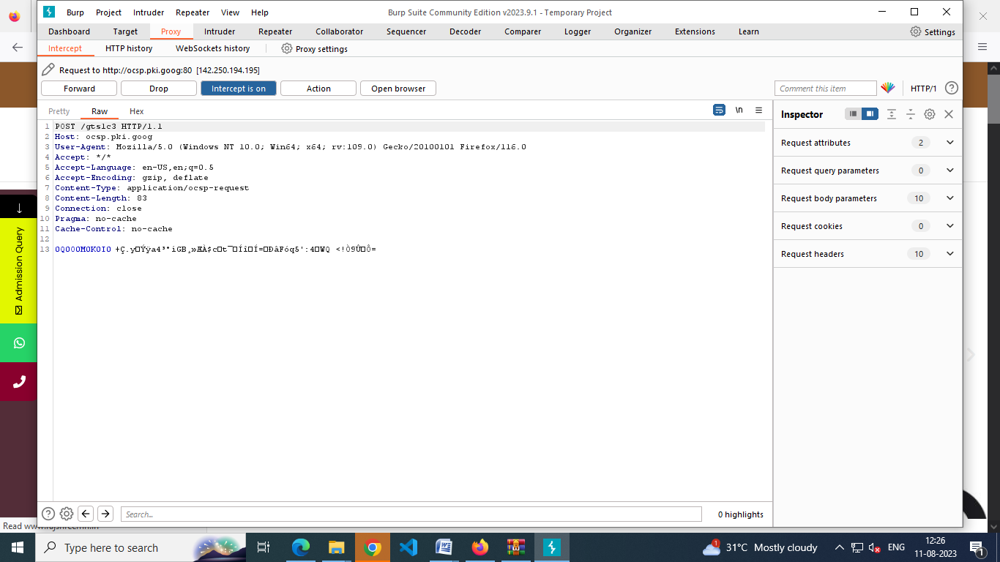 Burp Project Intruder Repeater View Help
Burp Suite Community Edition v2023.9.1 - Temporary Project
Dashboard Target Proxy Intruder Repeater Collaborator Sequencer Decoder Comparer Logger Organizer Extensions Learn
Settings
Intercept HTTP history WebSockets history Proxy settings
Request to http://ocsp.pki.goog:80 [142.250.194.195]
Forward Drop Intercept is on Action Open browser
Comment this item
HTTP/1
Pretty Raw Hex
\n
1 POST /gts1c3 HTTP/1.1
2 Host: ocsp.pki.goog
3 User-Agent: Mozilla/5.0 (Windows NT 10.0; Win64; x64; rv:109.0) Gecko/20100101 Firefox/116.0
4 Accept: */*
5 Accept-Language: en-US,en;q=0.5
6 Accept-Encoding: gzip, deflate
7 Content-Type: application/ocsp-request
8 Content-Length: 83
9 Connection: close
10 Pragma: no-cache
11 Cache-Control: no-cache
12
13
Inspector
Request attributes 2
Request query parameters 0
Request body parameters 10
Request cookies 0
Request headers 10
Admission Query
Search...
0 highlights
Read
Type here to search
31°C Mostly cloudy
ENG
12:26
11-08-2023
1
1